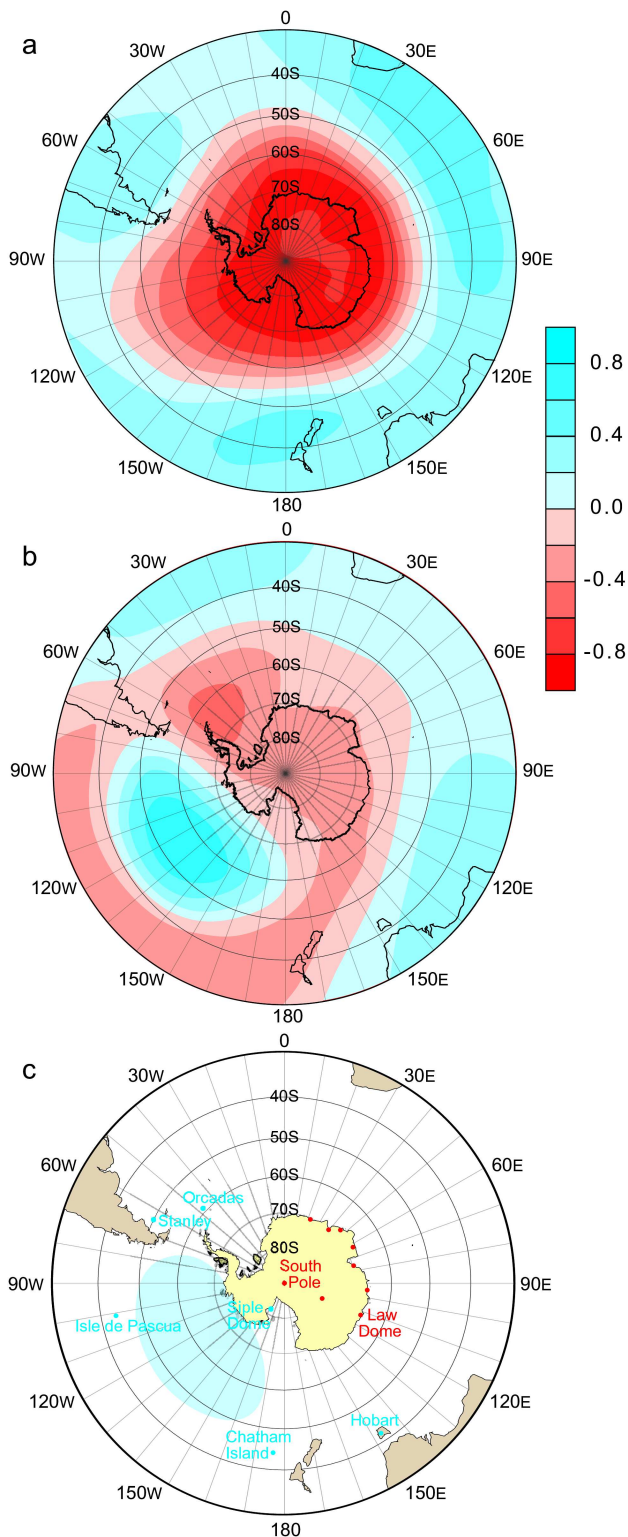 a
0
30W
30E
40S
50S
60W
60E
60S
70S
80S
90W
90E
120W
120E
150W
150E
180
0.8
0.4
0.0
-0.4
-0.8
b
0
30W
30E
40S
50S
60W
60E
60S
70S
80S
90W
90E
120W
120E
150W
150E
180
c
0
30W
30E
40S
50S
60W
60E
60S
Orcadas
70S
Stanley
80S
South
Pole
90W
90E
Siple
Dome
Isle de Pascua
Law
Dome
120W
120E
Hobart
Chatham
Island
150W
150E
180